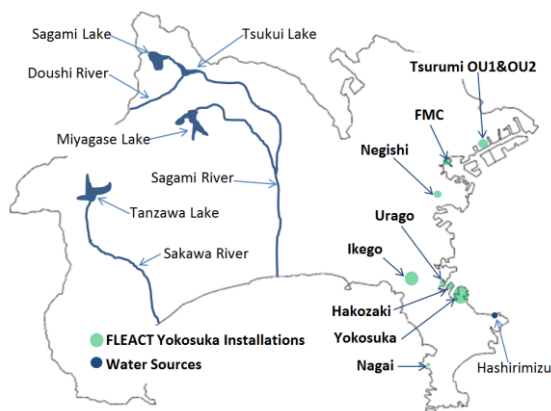 Sagami Lake
Tsukui Lake
Doushi River
Tsurumi OU1&OU2
FMC
Miyagase Lake
Negishi
Sagami River
Tanzawa Lake
Urago
Ikego
Sakawa River
Hakozaki
FLEACT Yokosuka Installations
Yokosuka
Water Sources
Nagai
Hashirimizu